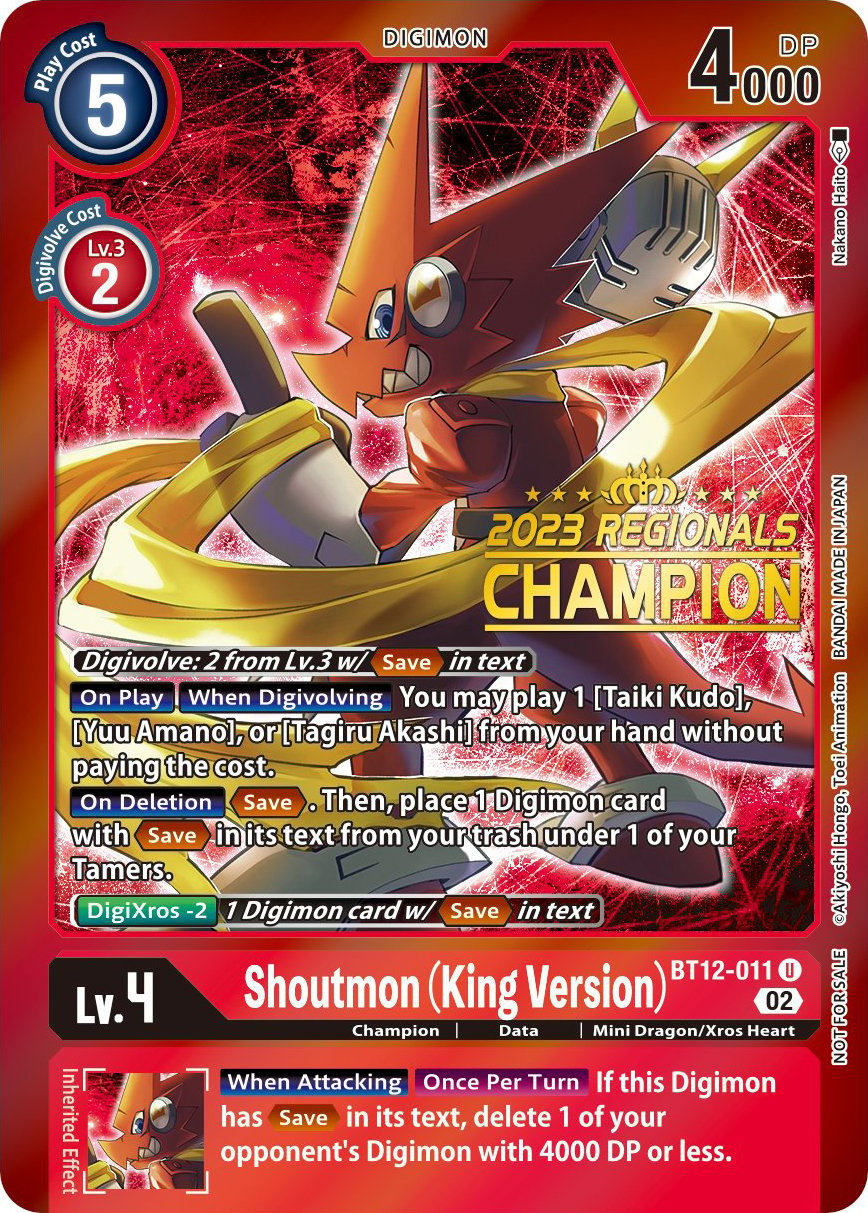 DIGIMON
Play Cost
5
DP
4000
Digivolve Cost
Lv.3
2
Nakano Haito
★★★ ★★★
2023 REGIONALS
CHAMPION
Digivolve: 2 from Lv.3 w/ Save in text
On Play When Digivolving You may play 1 [Taiki Kudo],
[Yuu Amano], or [Tagiru Akashi] from your hand without
paying the cost.
On Deletion Save. Then, place 1 Digimon card
with Save in its text from your trash under 1 of your
Tamers.
DigiXros -2 1 Digimon card w/ Save in text
©Akiyoshi Hongo, Toei Animation BANDAI MADE IN JAPAN
NOT FOR SALE
Lv.4
Shoutmon (King Version)
BT12-011 U
02
Champion | Data | Mini Dragon/Xros Heart
Inherited Effect
When Attacking Once Per Turn If this Digimon
has Save in its text, delete 1 of your
opponent's Digimon with 4000 DP or less.